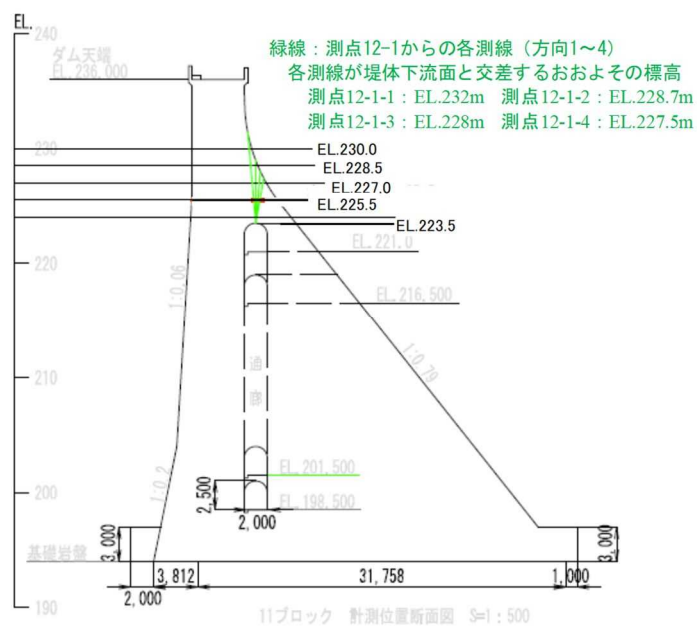 EL.
240
ダム天端
EL.236,000
緑線：測点12-1からの各測線（方向1～4）
各測線が堤体下流面と交差するおおよその標高
測点12-1-1：EL.232m 測点12-1-2：EL.228.7m
測点12-1-3：EL.228m 測点12-1-4：EL.227.5m
230
EL.230.0
EL.228.5
EL.227.0
EL.225.5
EL.223.5
EL.221.0
220
EL.216,500
1:0.06
1:0.79
通廊
210
1:0.2
EL.201,500
200
2,500
EL.198,500
2,000
3,000
3,000
基礎岩盤
3,812
31,758
1,000
2,000
190
11ブロック 計測位置断面図 S=1：500